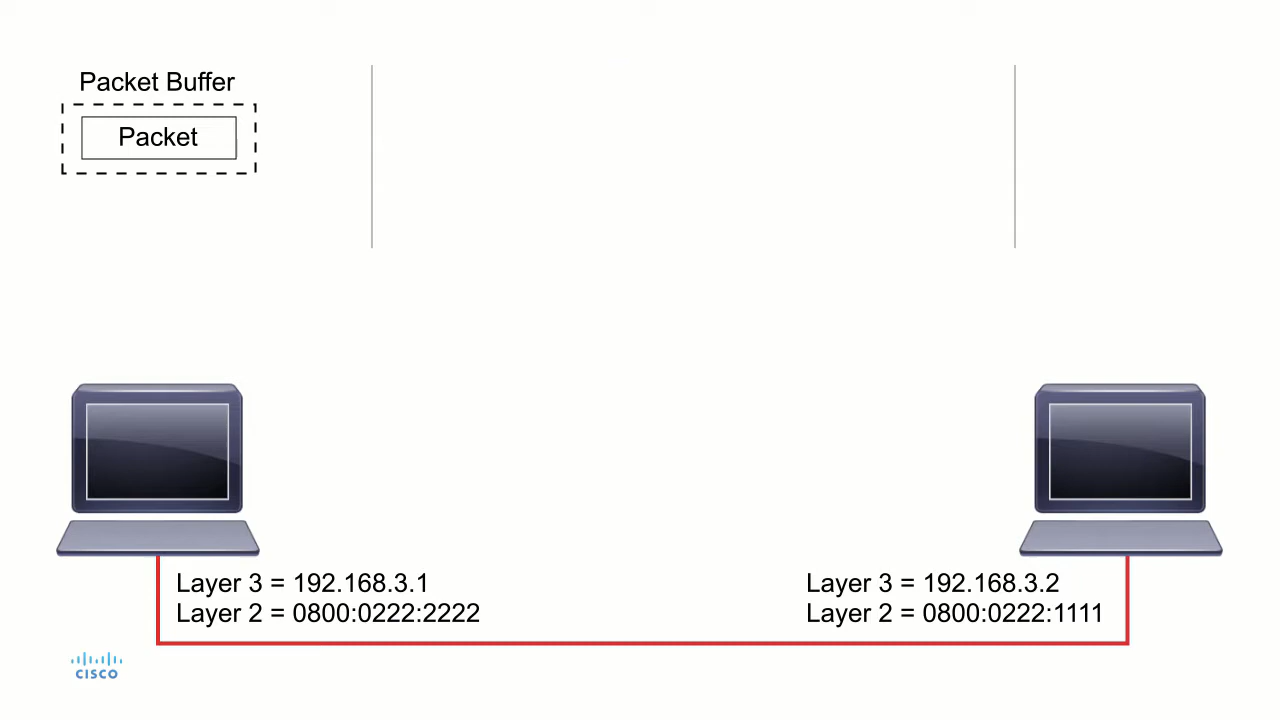 Packet Buffer
Packet
Layer 3 = 192.168.3.1
Layer 2 = 0800:0222:2222
Layer 3 = 192.168.3.2
Layer 2 = 0800:0222:1111
CISCO